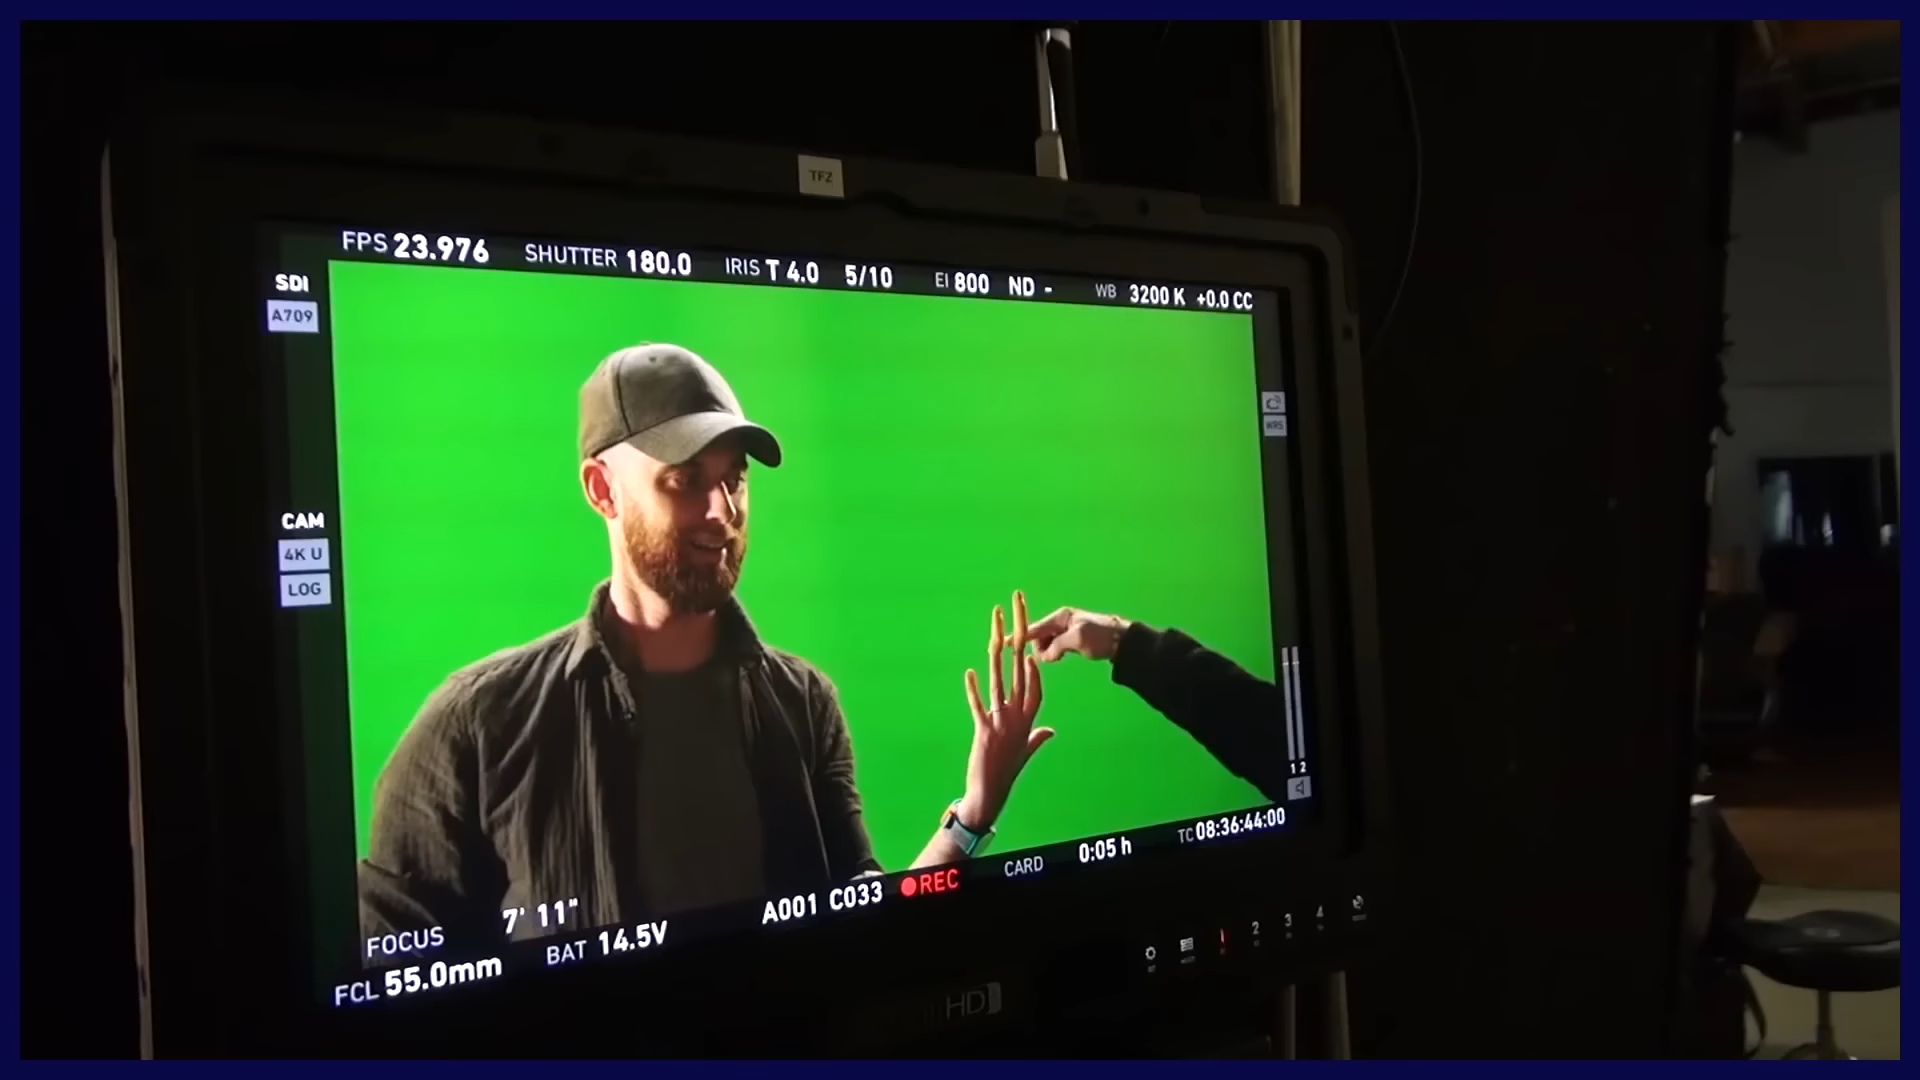 TFZ
FPS 23.976 SHUTTER 180.0 IRIS T 4.0 5/10 EI 800 ND - WB 3200 K +0.0 CC
SDI
A709
WRS
CAM
4K U
LOG
1 2
FOCUS 7' 11"
FCL 55.0mm BAT 14.5V A001 C033 REC CARD 0:05 h TC 08:36:44:00
1 2 3 4
HD